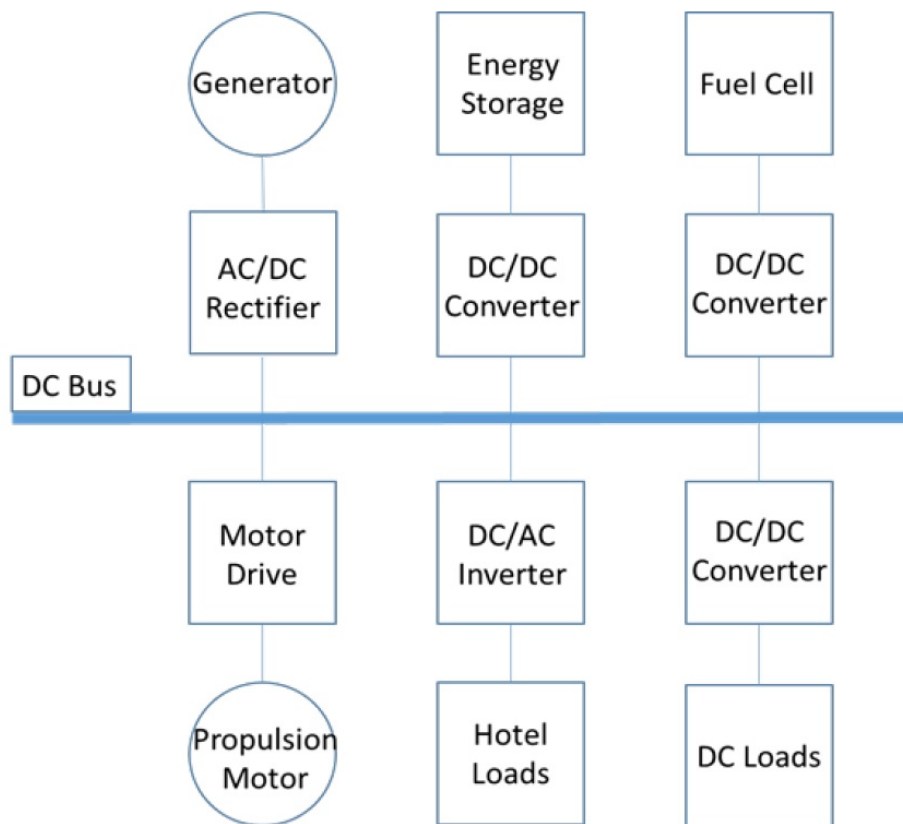 Generator
Energy
Storage
Fuel Cell
AC/DC
Rectifier
DC/DC
Converter
DC/DC
Converter
DC Bus
Motor
Drive
DC/AC
Inverter
DC/DC
Converter
Propulsion
Motor
Hotel
Loads
DC Loads